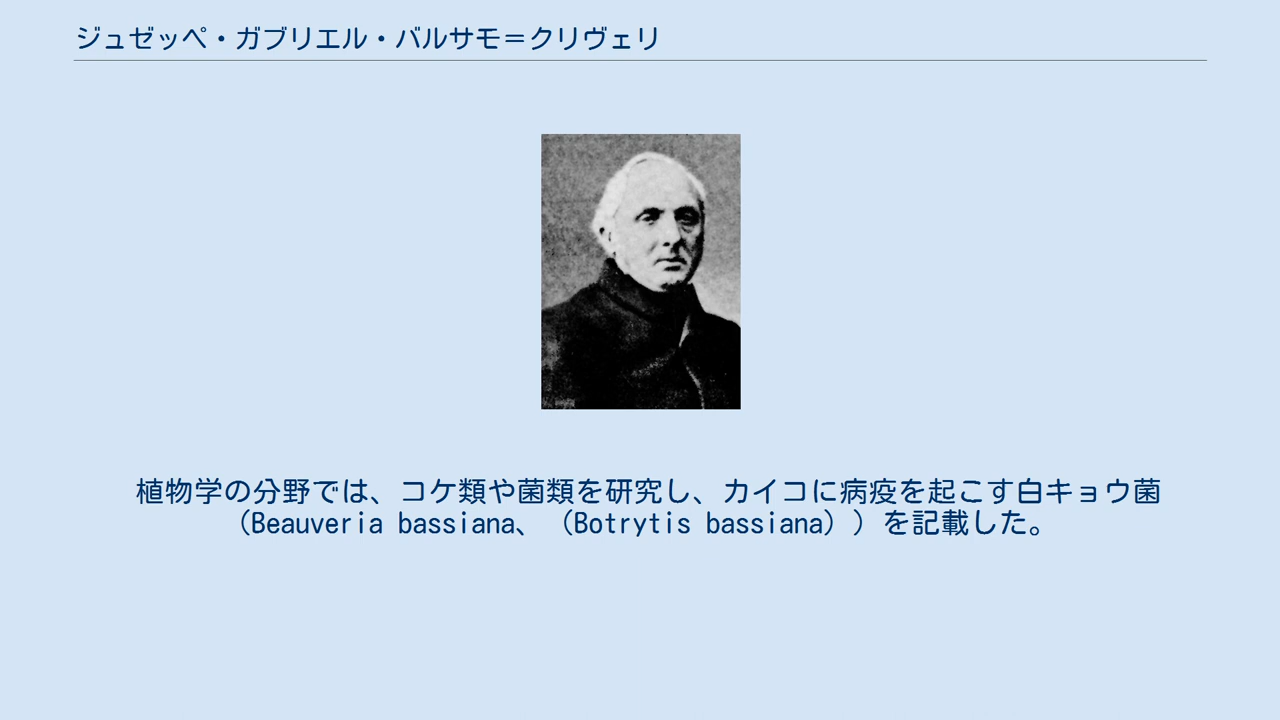 ジュゼッペ・ガブリエル・バルサモ＝クリヴェリ
植物学の分野では、コケ類や菌類を研究し、カイコに病疫を起こす白キョウ菌
（Beauveria bassiana、（Botrytis bassiana））を記載した。